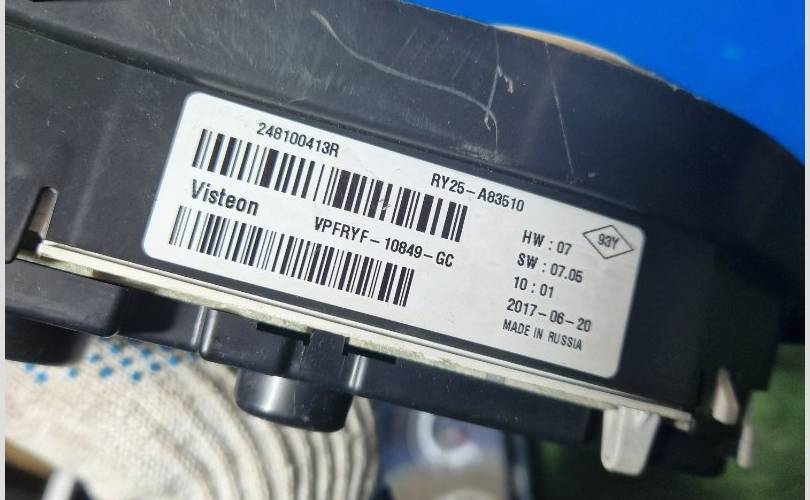 248100413R
RY25-A83510
Visteon
VPFRYF-10849-GC
HW : 07
SW : 07.05
10 : 01
2017-06-20
MADE IN RUSSIA
93Y